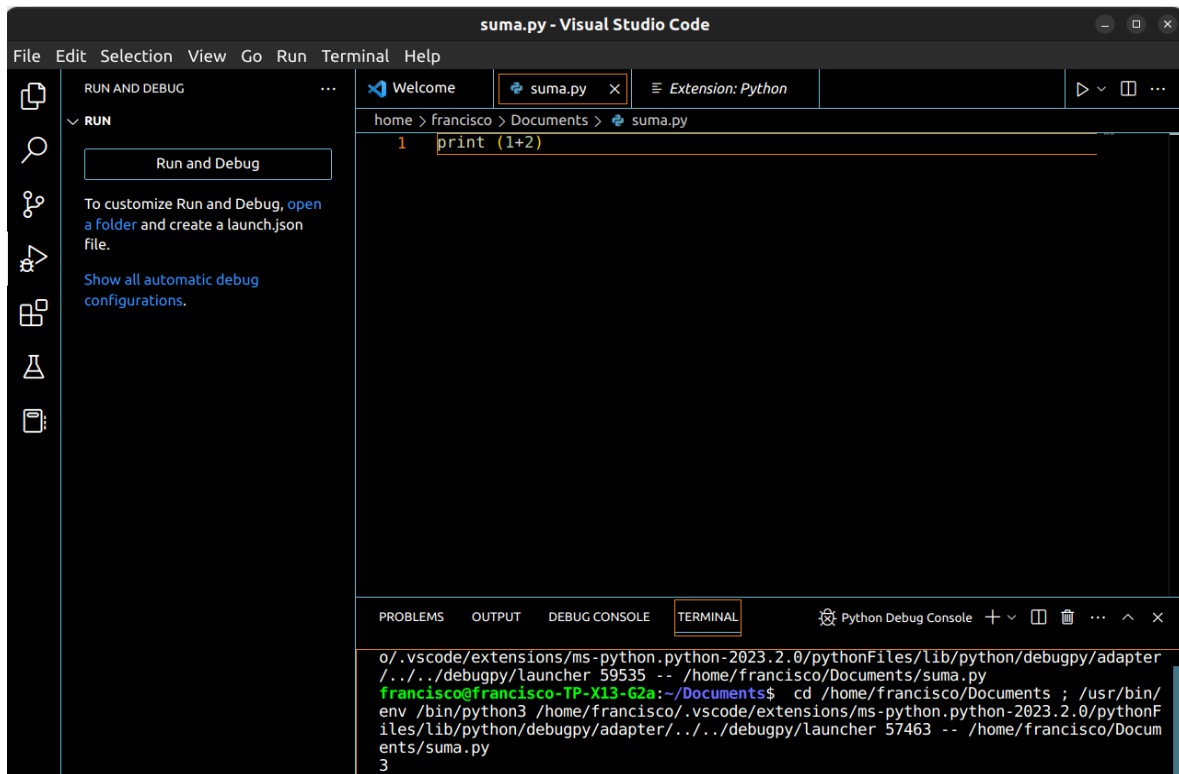 suma.py - Visual Studio Code
File Edit Selection View Go Run Terminal Help
RUN AND DEBUG
RUN
Run and Debug
To customize Run and Debug, open
a folder and create a launch.json
file.
Show all automatic debug
configurations.
Welcome suma.py Extension: Python
home > francisco > Documents > suma.py
1 print (1+2)
PROBLEMS OUTPUT DEBUG CONSOLE TERMINAL Python Debug Console
o/.vscode/extensions/ms-python.python-2023.2.0/pythonFiles/lib/python/debugpy/adapter
/../../debugpy/launcher 59535 -- /home/francisco/Documents/suma.py
francisco@francisco-TP-X13-G2a:~/Documents$ cd /home/francisco/Documents ; /usr/bin/
env /bin/python3 /home/francisco/.vscode/extensions/ms-python.python-2023.2.0/pythonF
iles/lib/python/debugpy/adapter/../../debugpy/launcher 57463 -- /home/francisco/Docum
ents/suma.py
3